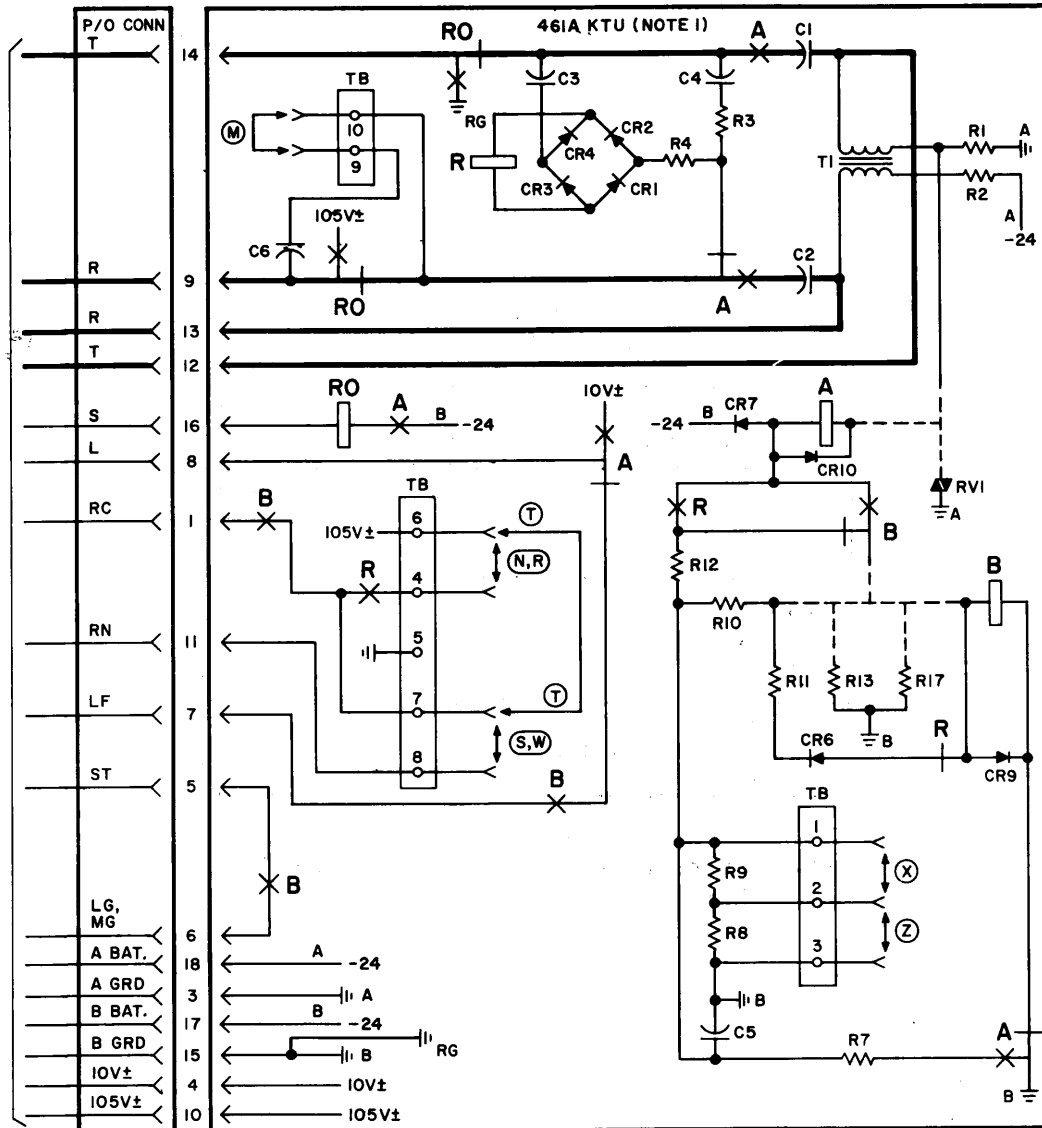 P/O CONN
461A KTU (NOTE 1)
T
14
RO
A
C1
TB
C3
C4
RG
M
10
9
CR2
CR4
CR3
CR1
R
R4
R3
T1
R1
A
R2
A
-24
105V±
C6
R
9
RO
A
C2
R
13
T
12
S
16
RO
A
B
-24
10V±
-24
B
CR7
A
CR10
L
8
A
RV1
A
RC
1
B
TB
105V±
6
T
N,R
R
4
R
B
R12
B
5
R10
RN
11
R11
R13
R17
B
LF
7
7
T
S,W
8
B
CR6
R
CR9
ST
5
B
TB
1
R9
X
2
R8
Z
3
B
C5
LG,
MG
6
A BAT.
18
A
-24
A GRD
3
A
B BAT.
17
B
-24
RG
B GRD
15
B
R7
A
B
10V±
4
10V±
105V±
10
105V±